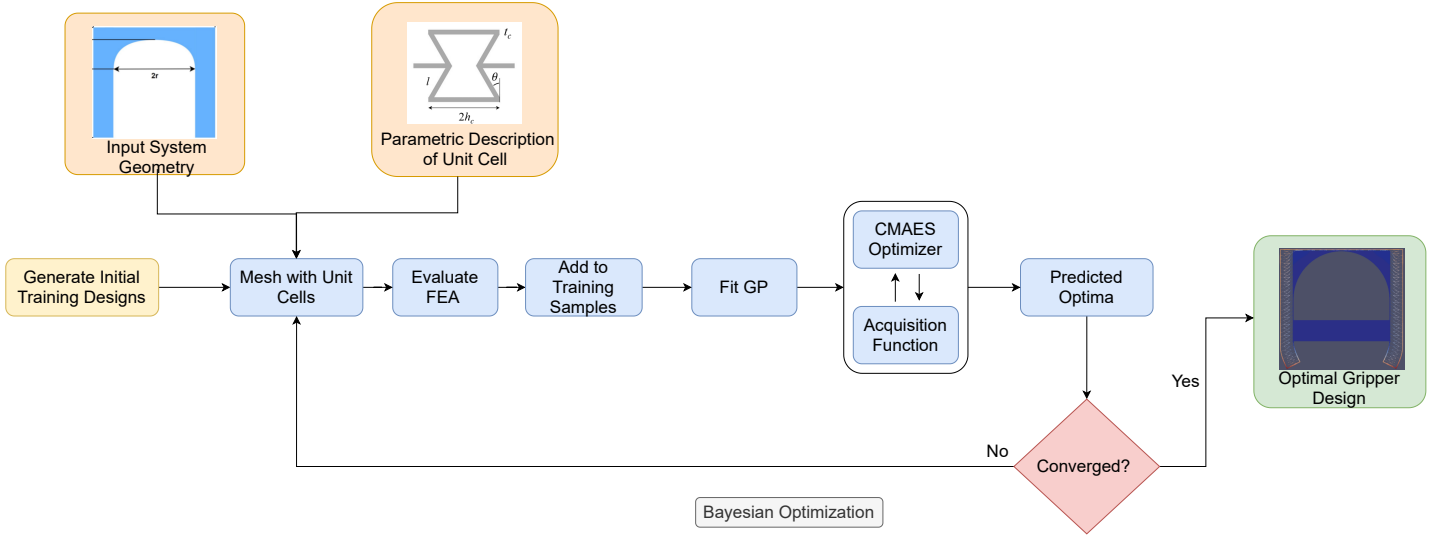 2r
Input System
Geometry
t_c
l
θ
2h_c
Parametric Description
of Unit Cell
Generate Initial
Training Designs
Mesh with Unit
Cells
Evaluate
FEA
Add to
Training
Samples
Fit GP
CMAES
Optimizer
Acquisition
Function
Predicted
Optima
Converged?
No
Yes
Optimal Gripper
Design
Bayesian Optimization